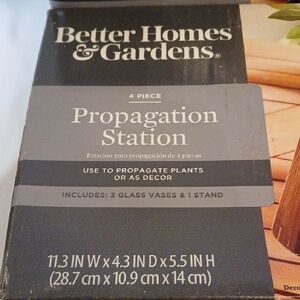 Better Homes
& Gardens®
4 PIECE
Propagation
Station
Estación para propagación de 4 piezas
USE TO PROPAGATE PLANTS
OR AS DECOR
INCLUDES: 3 GLASS VASES & 1 STAND
11.3 IN W x 4.3 IN D x 5.5 IN H
(28.7 cm x 10.9 cm x 14 cm)